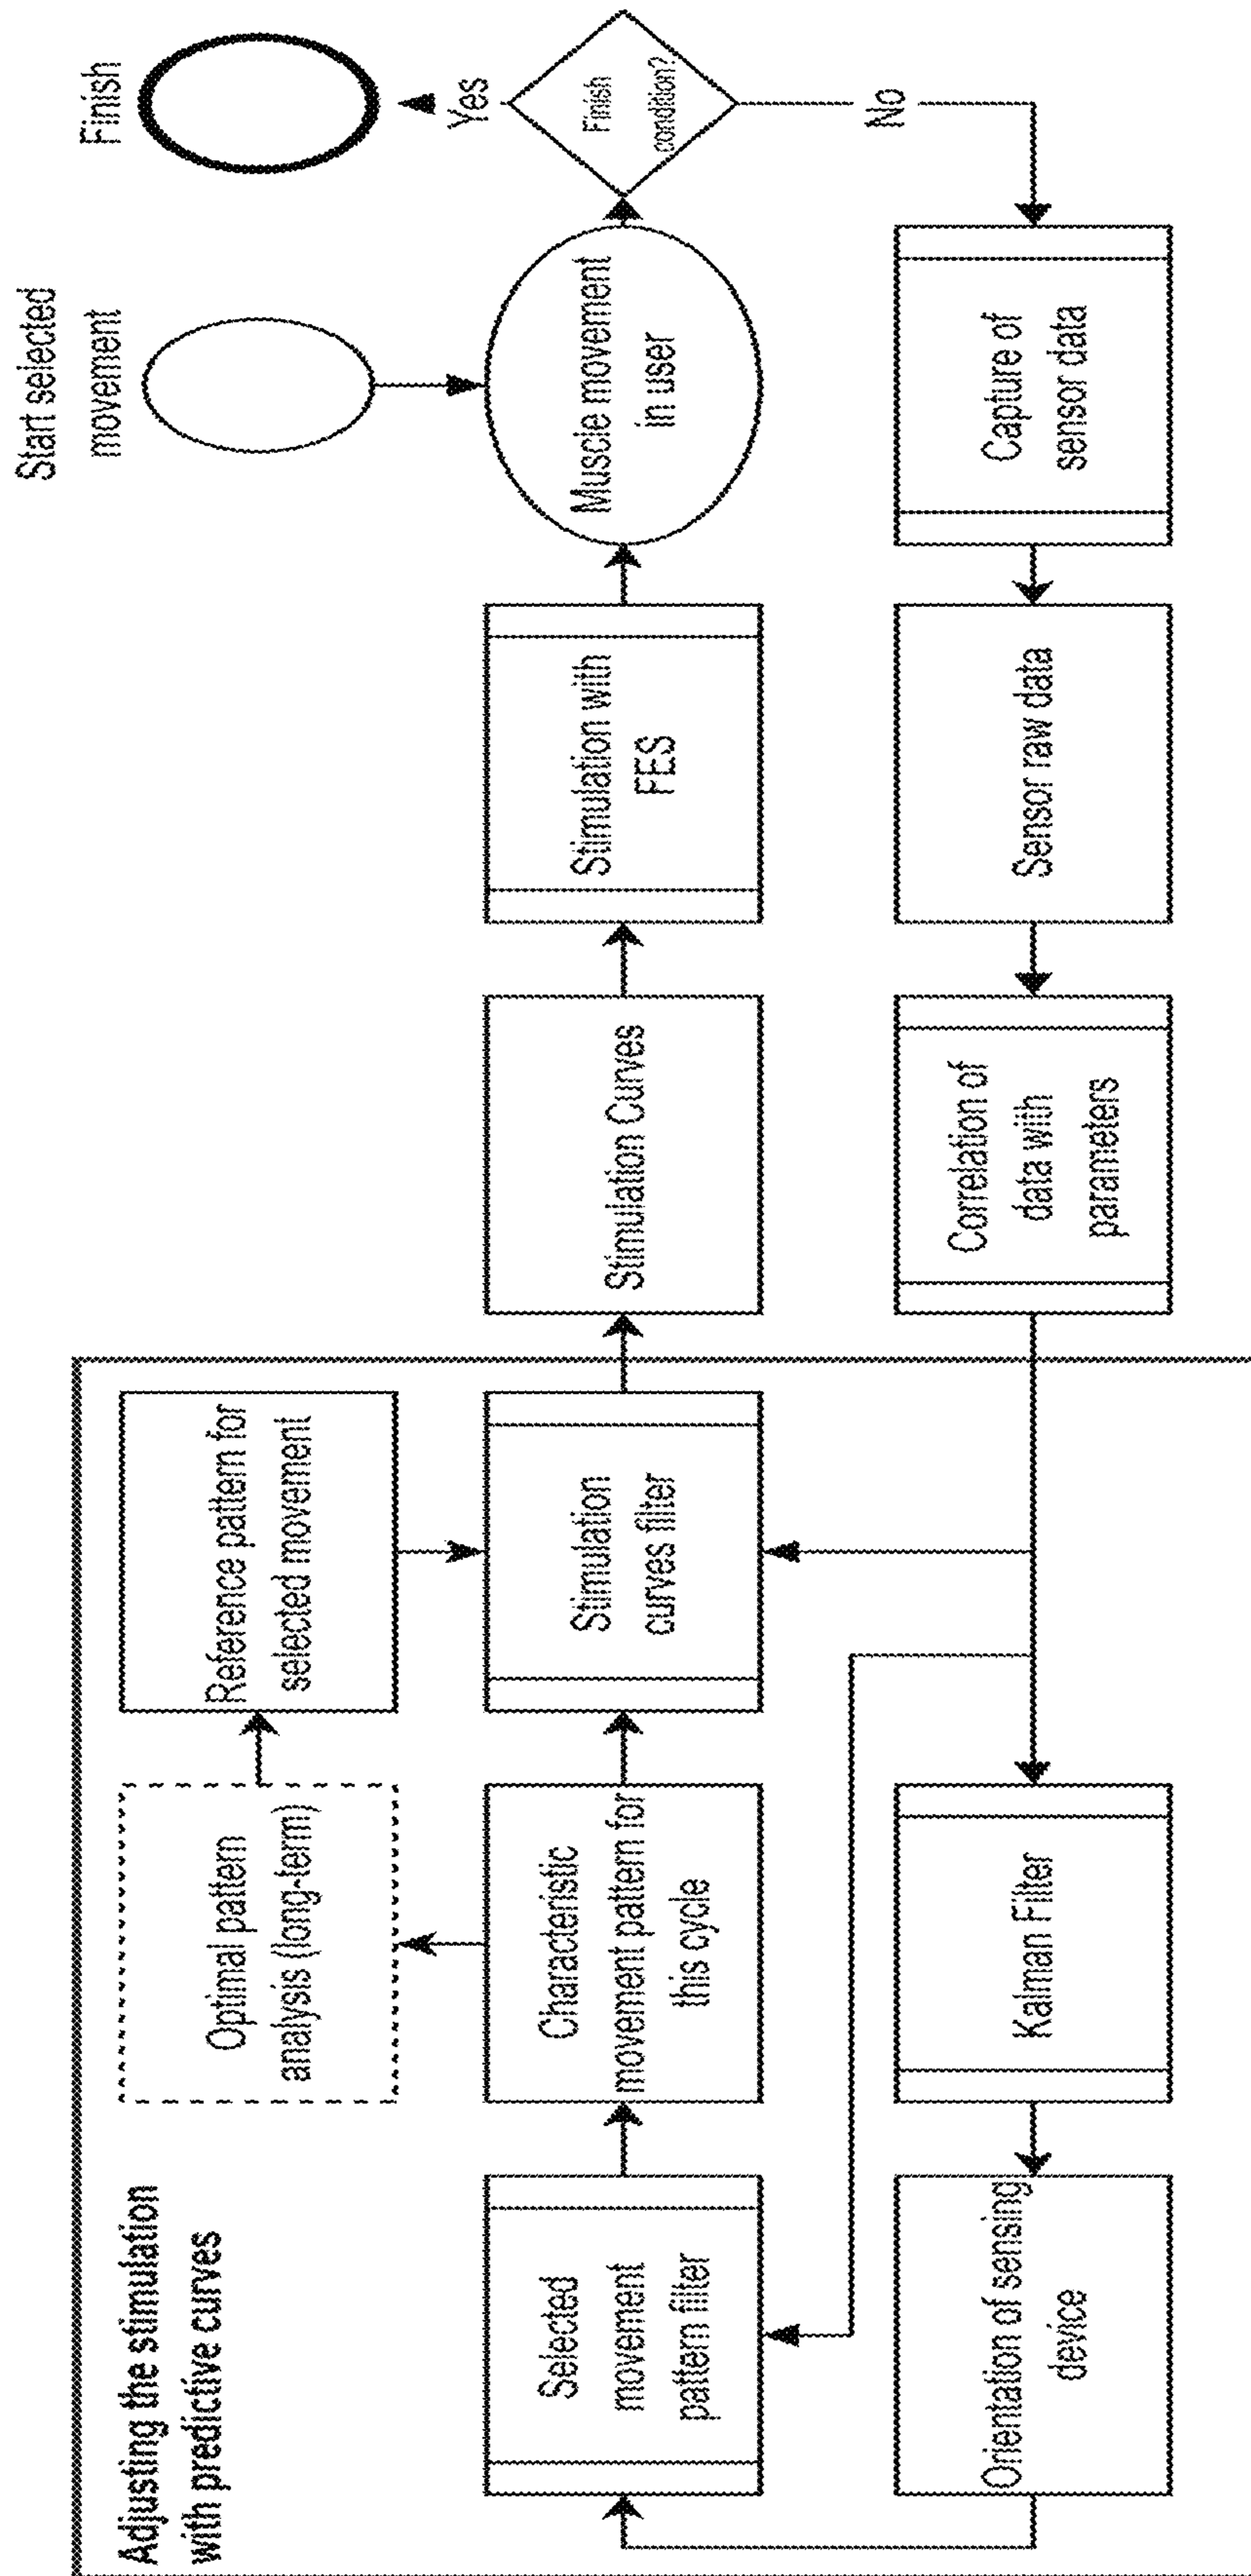 Adjusting the stimulation
with predictive curves
Start selected
movement
Finish
Optimal pattern
analysis (long-term)
Reference pattern for
selected movement
Selected
movement
pattern filter
Characteristic
movement pattern for
this cycle
Stimulation
curves filter
Stimulation Curves
Stimulation with
FES
Muscle movement
in user
Finish
condition?
Yes
No
Orientation of sensing
device
Kalman Filter
Correlation of
data with
parameters
Sensor raw data
Capture of
sensor data